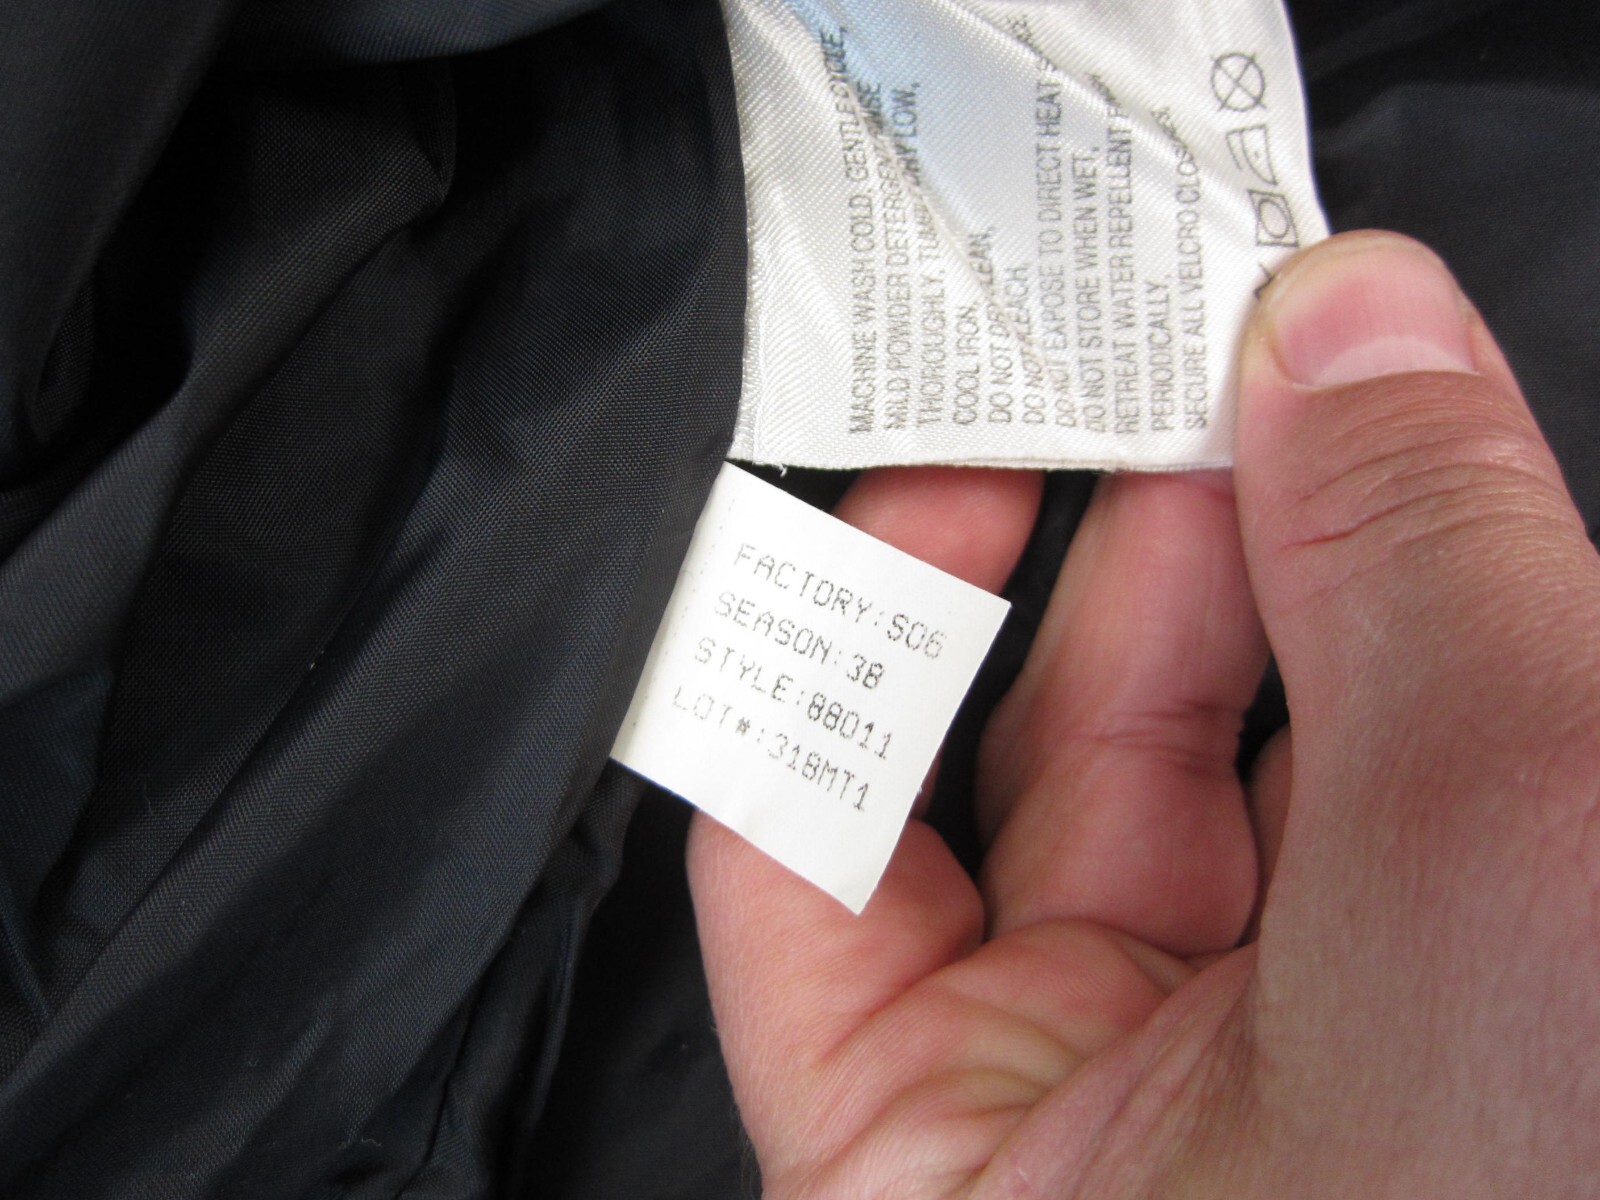 MACHINE WASH COLD. GENTLE CYCLE,
MILD POWDER DETERGENT.
THOROUGHLY, TUMBLE DRY LOW,
COOL IRON.
DO NOT DRY CLEAN.
DO NOT BLEACH.
DO NOT EXPOSE TO DIRECT HEAT
DO NOT STORE WHEN WET.
RETREAT WATER REPELLENT
PERIODICALLY.
SECURE ALL VELCRO CLOSURES.
FACTORY:S06
SEASON:3B
STYLE:88011
LOT#:318MT1